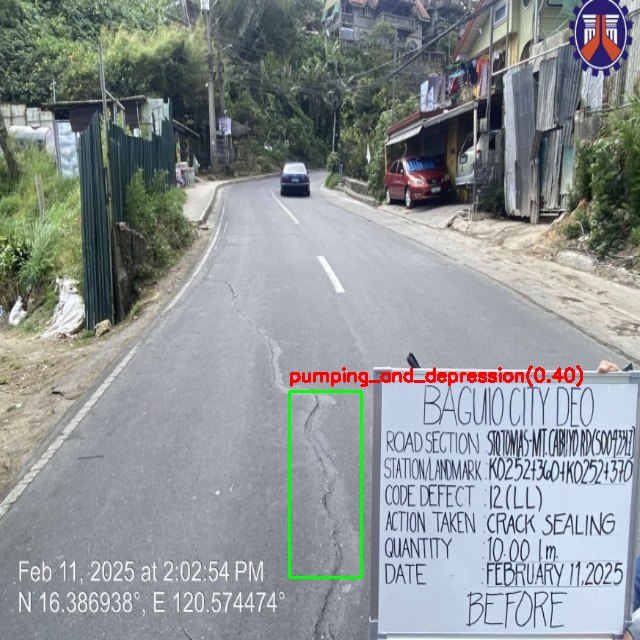 pumping_and_depression(0.40)
BAGUIO CITY DEO
ROAD SECTION STO TOMAS-MT. CABUYO RD
STATION/LANDMARK: K0252+360-K0252+370
CODE DEFECT : 12(LL)
ACTION TAKEN : CRACK SEALING
QUANTITY : 10.00 l.m.
DATE : FEBRUARY 11, 2025
BEFORE
Feb 11, 2025 at 2:02:54 PM
N 16.386938°, E 120.574474°